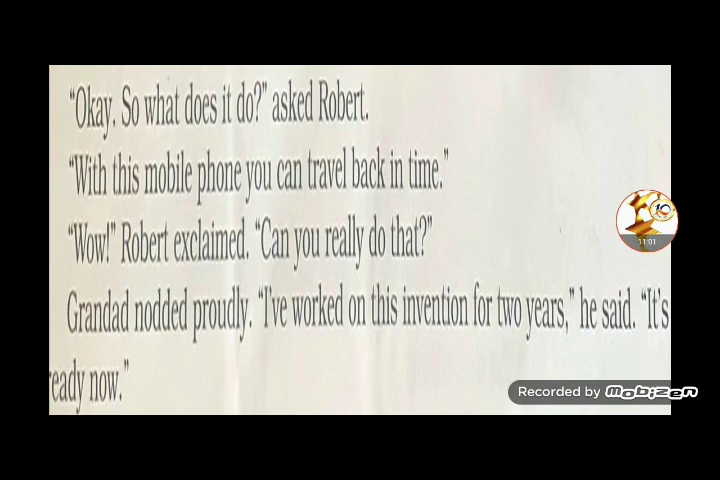 "Okay. So what does it do?" asked Robert.
"With this mobile phone you can travel back in time."
"Wow!" Robert exclaimed. "Can you really do that?"
Grandad nodded proudly. "I've worked on this invention for two years," he said. "It's
ready now."
11:01
Recorded by mobizen